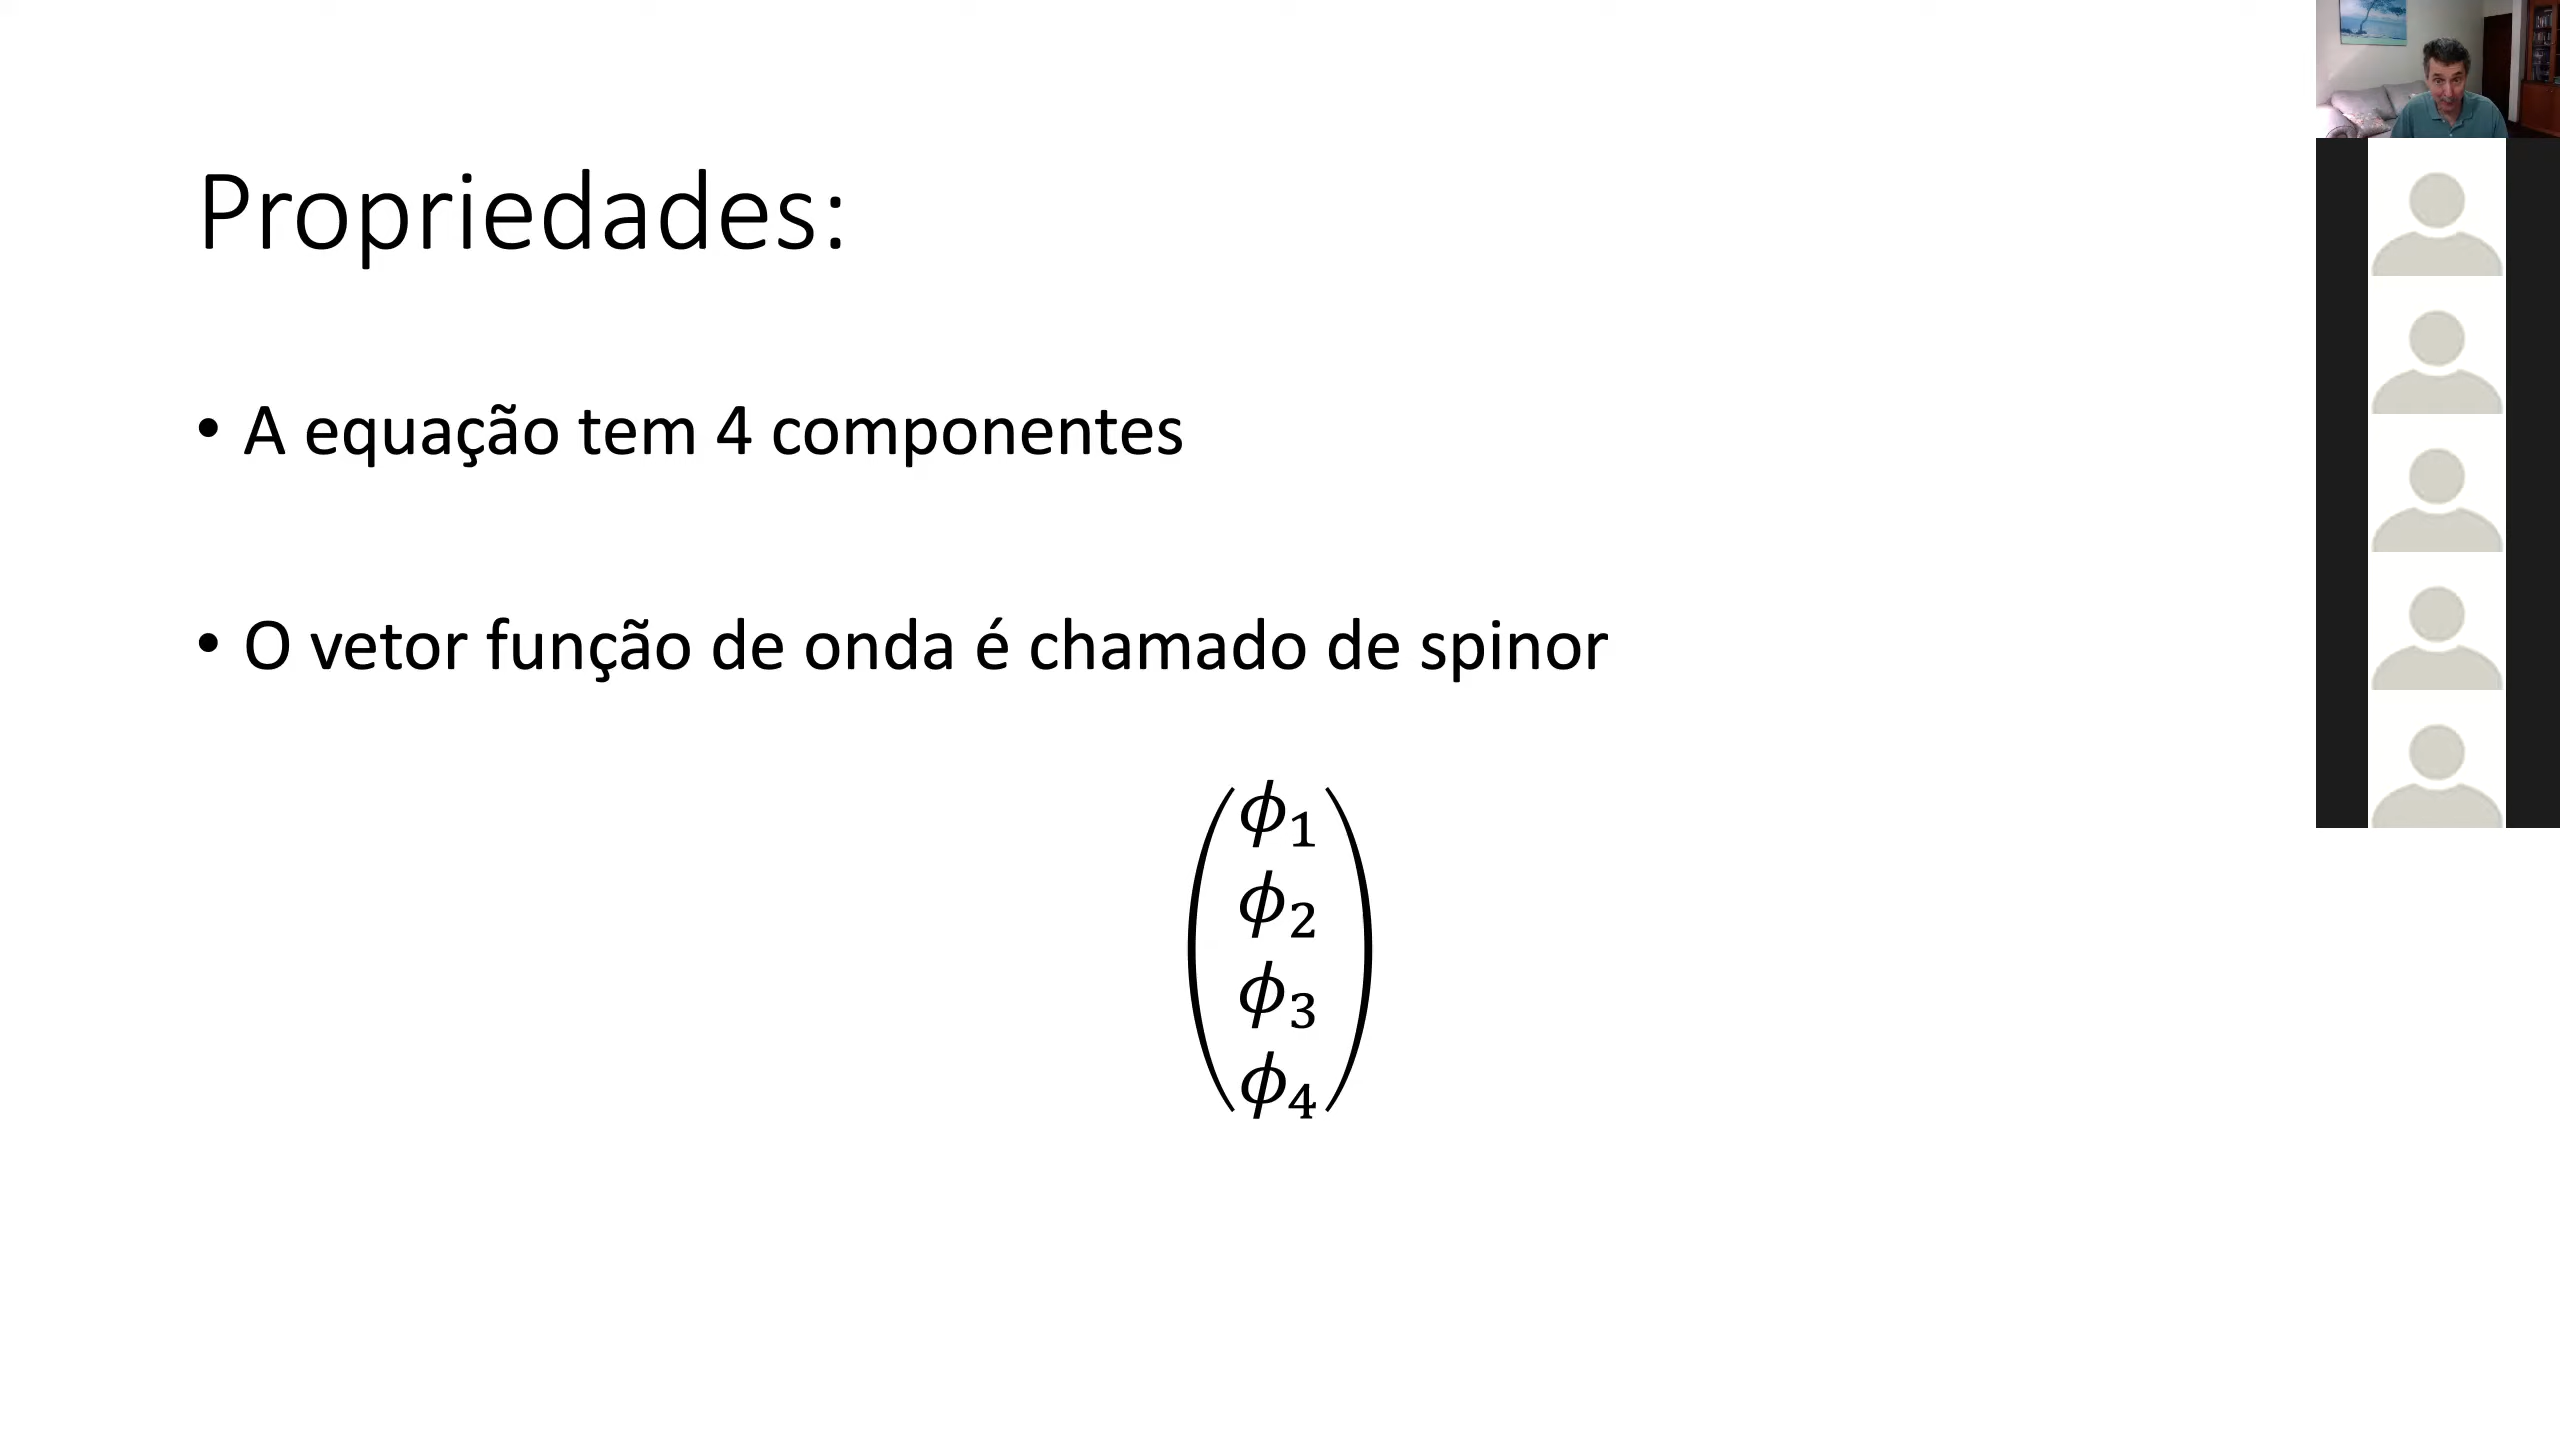 Propriedades:
• A equação tem 4 componentes
• O vetor função de onda é chamado de spinor
ϕ1
ϕ2
ϕ3
ϕ4